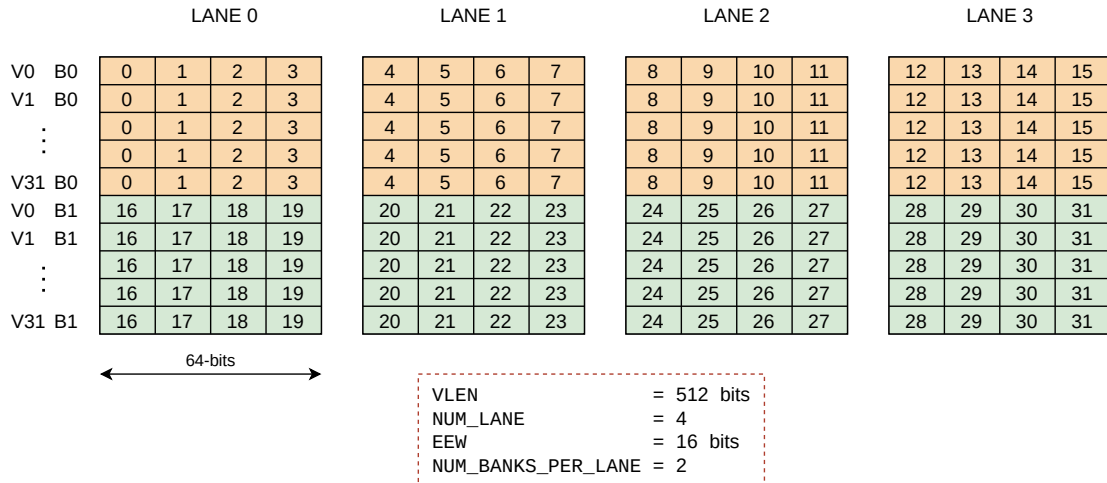 LANE 0 LANE 1 LANE 2 LANE 3
V0 B0 0 1 2 3 4 5 6 7 8 9 10 11 12 13 14 15
V1 B0 0 1 2 3 4 5 6 7 8 9 10 11 12 13 14 15
⋮ 0 1 2 3 4 5 6 7 8 9 10 11 12 13 14 15
0 1 2 3 4 5 6 7 8 9 10 11 12 13 14 15
V31 B0 0 1 2 3 4 5 6 7 8 9 10 11 12 13 14 15
V0 B1 16 17 18 19 20 21 22 23 24 25 26 27 28 29 30 31
V1 B1 16 17 18 19 20 21 22 23 24 25 26 27 28 29 30 31
⋮ 16 17 18 19 20 21 22 23 24 25 26 27 28 29 30 31
16 17 18 19 20 21 22 23 24 25 26 27 28 29 30 31
V31 B1 16 17 18 19 20 21 22 23 24 25 26 27 28 29 30 31
64-bits
VLEN = 512 bits
NUM_LANE = 4
EEW = 16 bits
NUM_BANKS_PER_LANE = 2